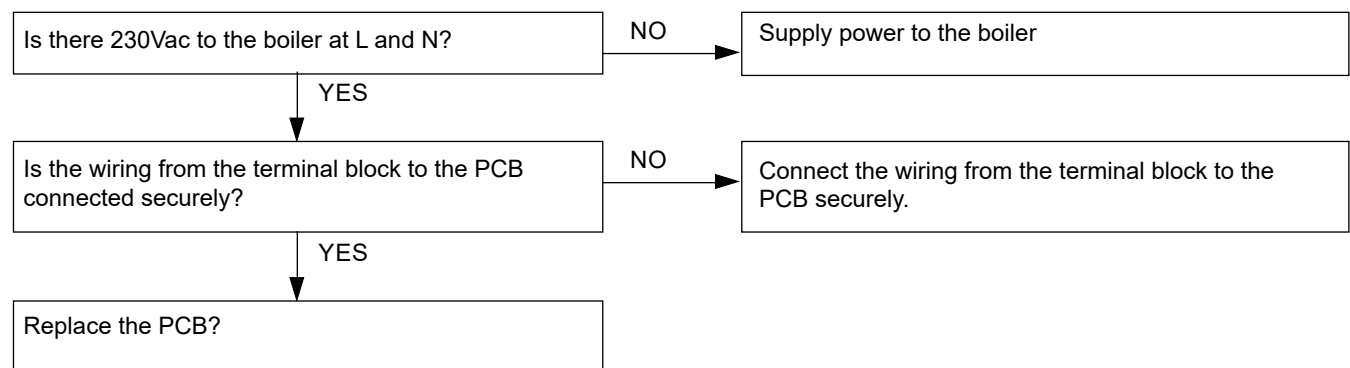 Is there 230Vac to the boiler at L and N?
NO
Supply power to the boiler
YES
Is the wiring from the terminal block to the PCB
connected securely?
NO
Connect the wiring from the terminal block to the
PCB securely.
YES
Replace the PCB?